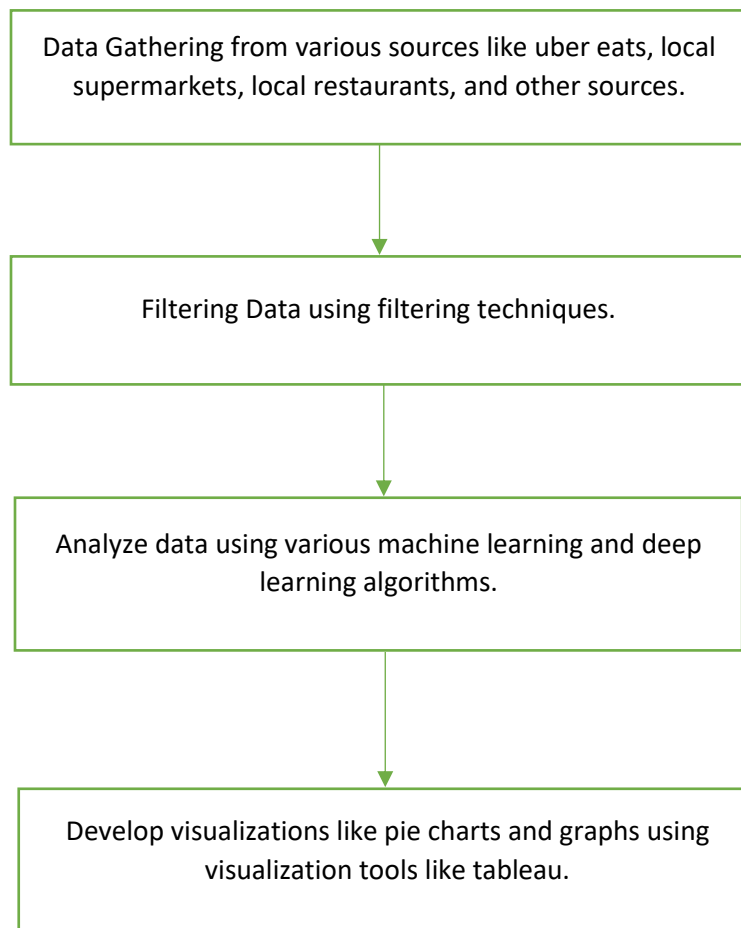 Data Gathering from various sources like uber eats, local
supermarkets, local restaurants, and other sources.
Filtering Data using filtering techniques.
Analyze data using various machine learning and deep
learning algorithms.
Develop visualizations like pie charts and graphs using
visualization tools like tableau.